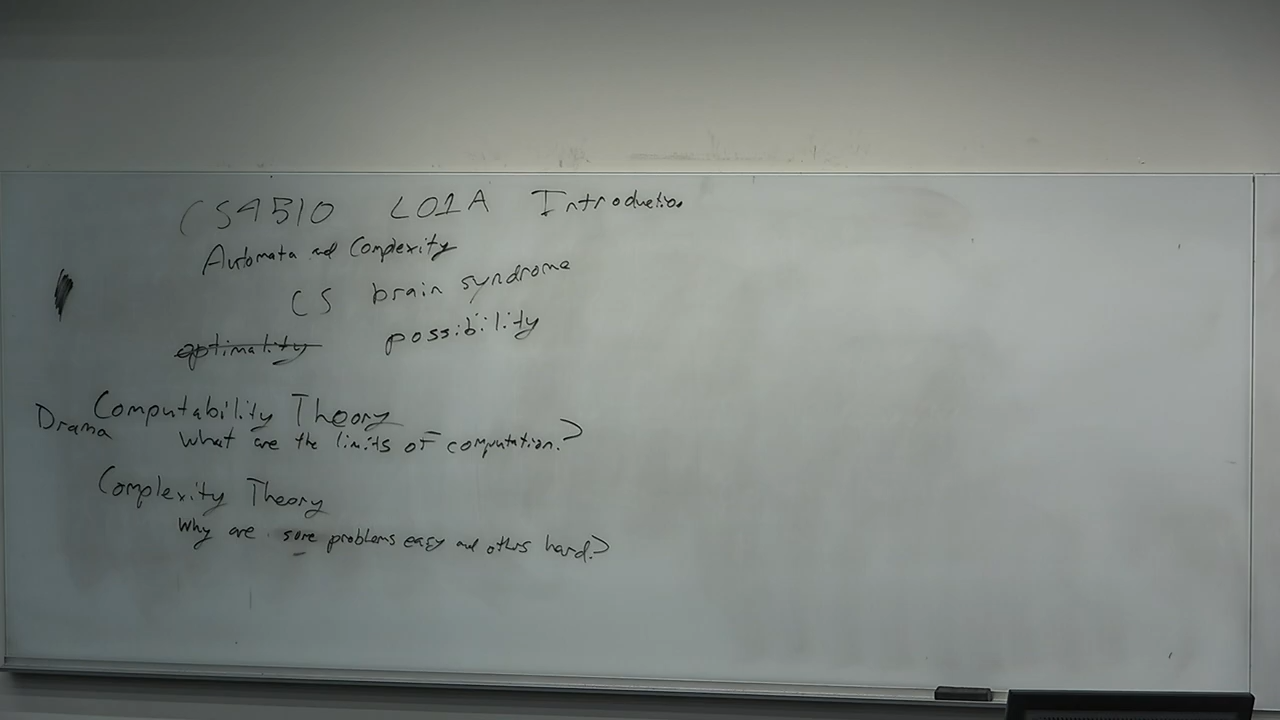 CS4510 L01A Introduction
Automata and Complexity
CS brain syndrome
optimality possibility
Computability Theory
Drama What are the limits of computation?
Complexity Theory
Why are some problems easy and others hard?